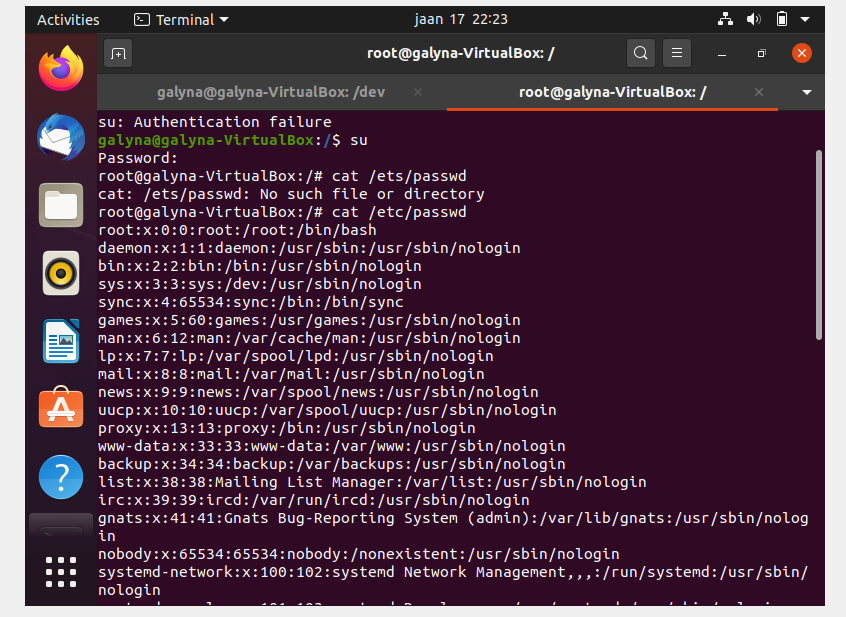 Activities
Terminal
jaan 17 22:23
root@galyna-VirtualBox: /
galyna@galyna-VirtualBox: /dev
root@galyna-VirtualBox: /
su: Authentication failure
galyna@galyna-VirtualBox:/$ su
Password:
root@galyna-VirtualBox:/# cat /ets/passwd
cat: /ets/passwd: No such file or directory
root@galyna-VirtualBox:/# cat /etc/passwd
root:x:0:0:root:/root:/bin/bash
daemon:x:1:1:daemon:/usr/sbin:/usr/sbin/nologin
bin:x:2:2:bin:/bin:/usr/sbin/nologin
sys:x:3:3:sys:/dev:/usr/sbin/nologin
sync:x:4:65534:sync:/bin:/bin/sync
games:x:5:60:games:/usr/games:/usr/sbin/nologin
man:x:6:12:man:/var/cache/man:/usr/sbin/nologin
lp:x:7:7:lp:/var/spool/lpd:/usr/sbin/nologin
mail:x:8:8:mail:/var/mail:/usr/sbin/nologin
news:x:9:9:news:/var/spool/news:/usr/sbin/nologin
uucp:x:10:10:uucp:/var/spool/uucp:/usr/sbin/nologin
proxy:x:13:13:proxy:/bin:/usr/sbin/nologin
www-data:x:33:33:www-data:/var/www:/usr/sbin/nologin
backup:x:34:34:backup:/var/backups:/usr/sbin/nologin
list:x:38:38:Mailing List Manager:/var/list:/usr/sbin/nologin
irc:x:39:39:ircd:/var/run/ircd:/usr/sbin/nologin
gnats:x:41:41:Gnats Bug-Reporting System (admin):/var/lib/gnats:/usr/sbin/nolog
in
nobody:x:65534:65534:nobody:/nonexistent:/usr/sbin/nologin
systemd-network:x:100:102:systemd Network Management,,,:/run/systemd:/usr/sbin/
nologin